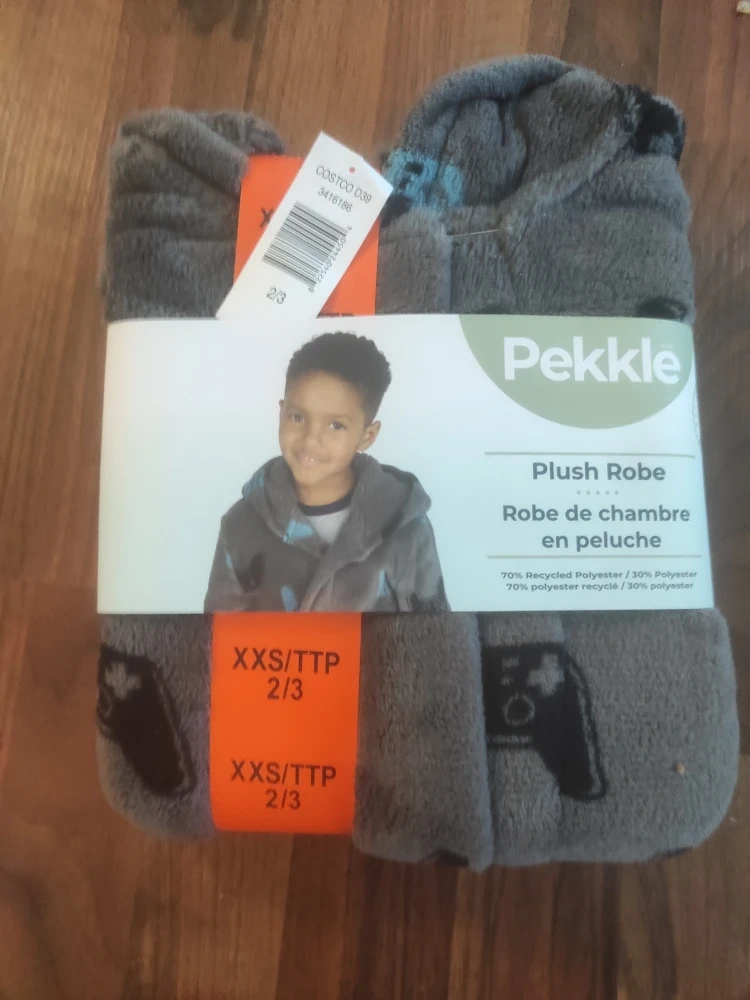 COSTCO D39
3416186
2/3
Pekkle
Plush Robe
Robe de chambre
en peluche
70% Recycled Polyester / 30% Polyester
70% polyester recyclé / 30% polyester
XXS/TTP
2/3
XXS/TTP
2/3